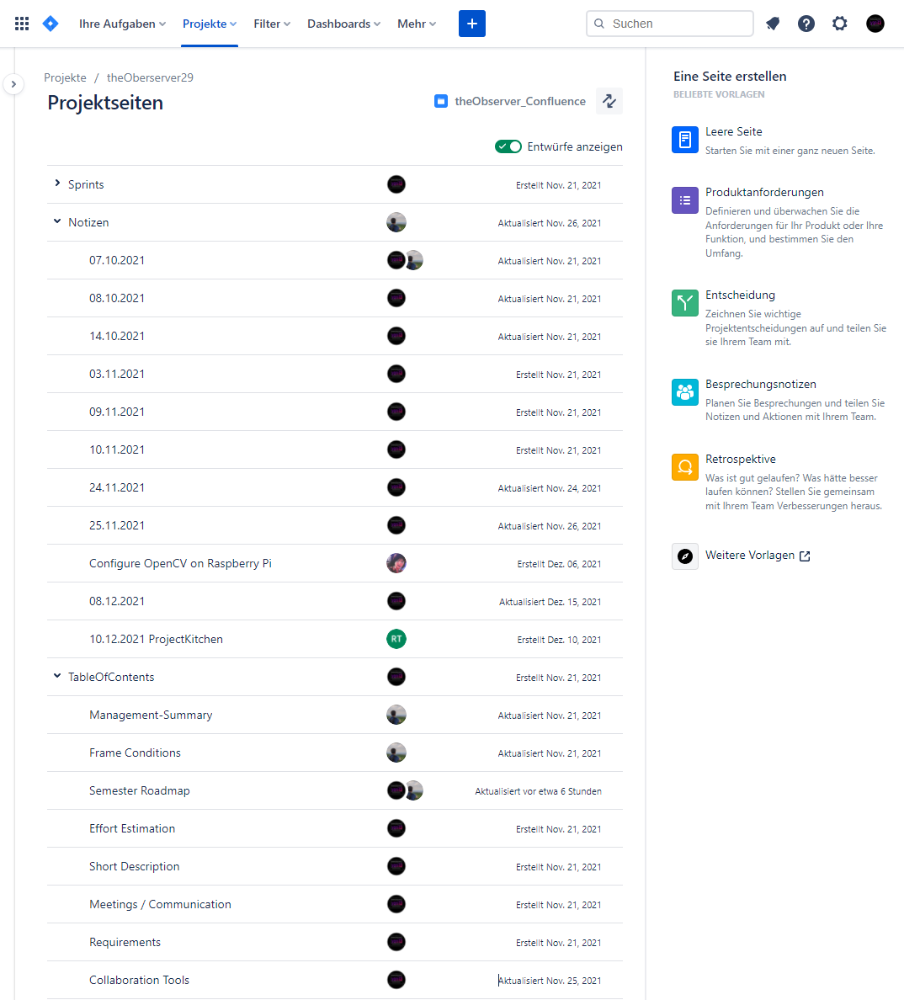 Ihre Aufgaben Projekte Filter Dashboards Mehr + Suchen
Projekte / theOberserver29
Projektseiten
theObserver_Confluence
Entwürfe anzeigen
Sprints Erstellt Nov. 21, 2021
Notizen Aktualisiert Nov. 26, 2021
07.10.2021 Aktualisiert Nov. 21, 2021
08.10.2021 Aktualisiert Nov. 21, 2021
14.10.2021 Aktualisiert Nov. 21, 2021
03.11.2021 Erstellt Nov. 21, 2021
09.11.2021 Erstellt Nov. 21, 2021
10.11.2021 Erstellt Nov. 21, 2021
24.11.2021 Aktualisiert Nov. 24, 2021
25.11.2021 Aktualisiert Nov. 26, 2021
Configure OpenCV on Raspberry Pi Erstellt Dez. 06, 2021
08.12.2021 Aktualisiert Dez. 15, 2021
10.12.2021 ProjectKitchen RT Erstellt Dez. 10, 2021
TableOfContents Erstellt Nov. 21, 2021
Management-Summary Aktualisiert Nov. 21, 2021
Frame Conditions Aktualisiert Nov. 21, 2021
Semester Roadmap Aktualisiert vor etwa 6 Stunden
Effort Estimation Erstellt Nov. 21, 2021
Short Description Erstellt Nov. 21, 2021
Meetings / Communication Erstellt Nov. 21, 2021
Requirements Erstellt Nov. 21, 2021
Collaboration Tools Aktualisiert Nov. 25, 2021
Eine Seite erstellen
BELIEBTE VORLAGEN
Leere Seite
Starten Sie mit einer ganz neuen Seite.
Produktanforderungen
Definieren und überwachen Sie die
Anforderungen für Ihr Produkt oder Ihre
Funktion, und bestimmen Sie den
Umfang.
Entscheidung
Zeichnen Sie wichtige
Projektentscheidungen auf und teilen Sie
sie Ihrem Team mit.
Besprechungsnotizen
Planen Sie Besprechungen und teilen Sie
Notizen und Aktionen mit Ihrem Team.
Retrospektive
Was ist gut gelaufen? Was hätte besser
laufen können? Stellen Sie gemeinsam
mit Ihrem Team Verbesserungen heraus.
Weitere Vorlagen